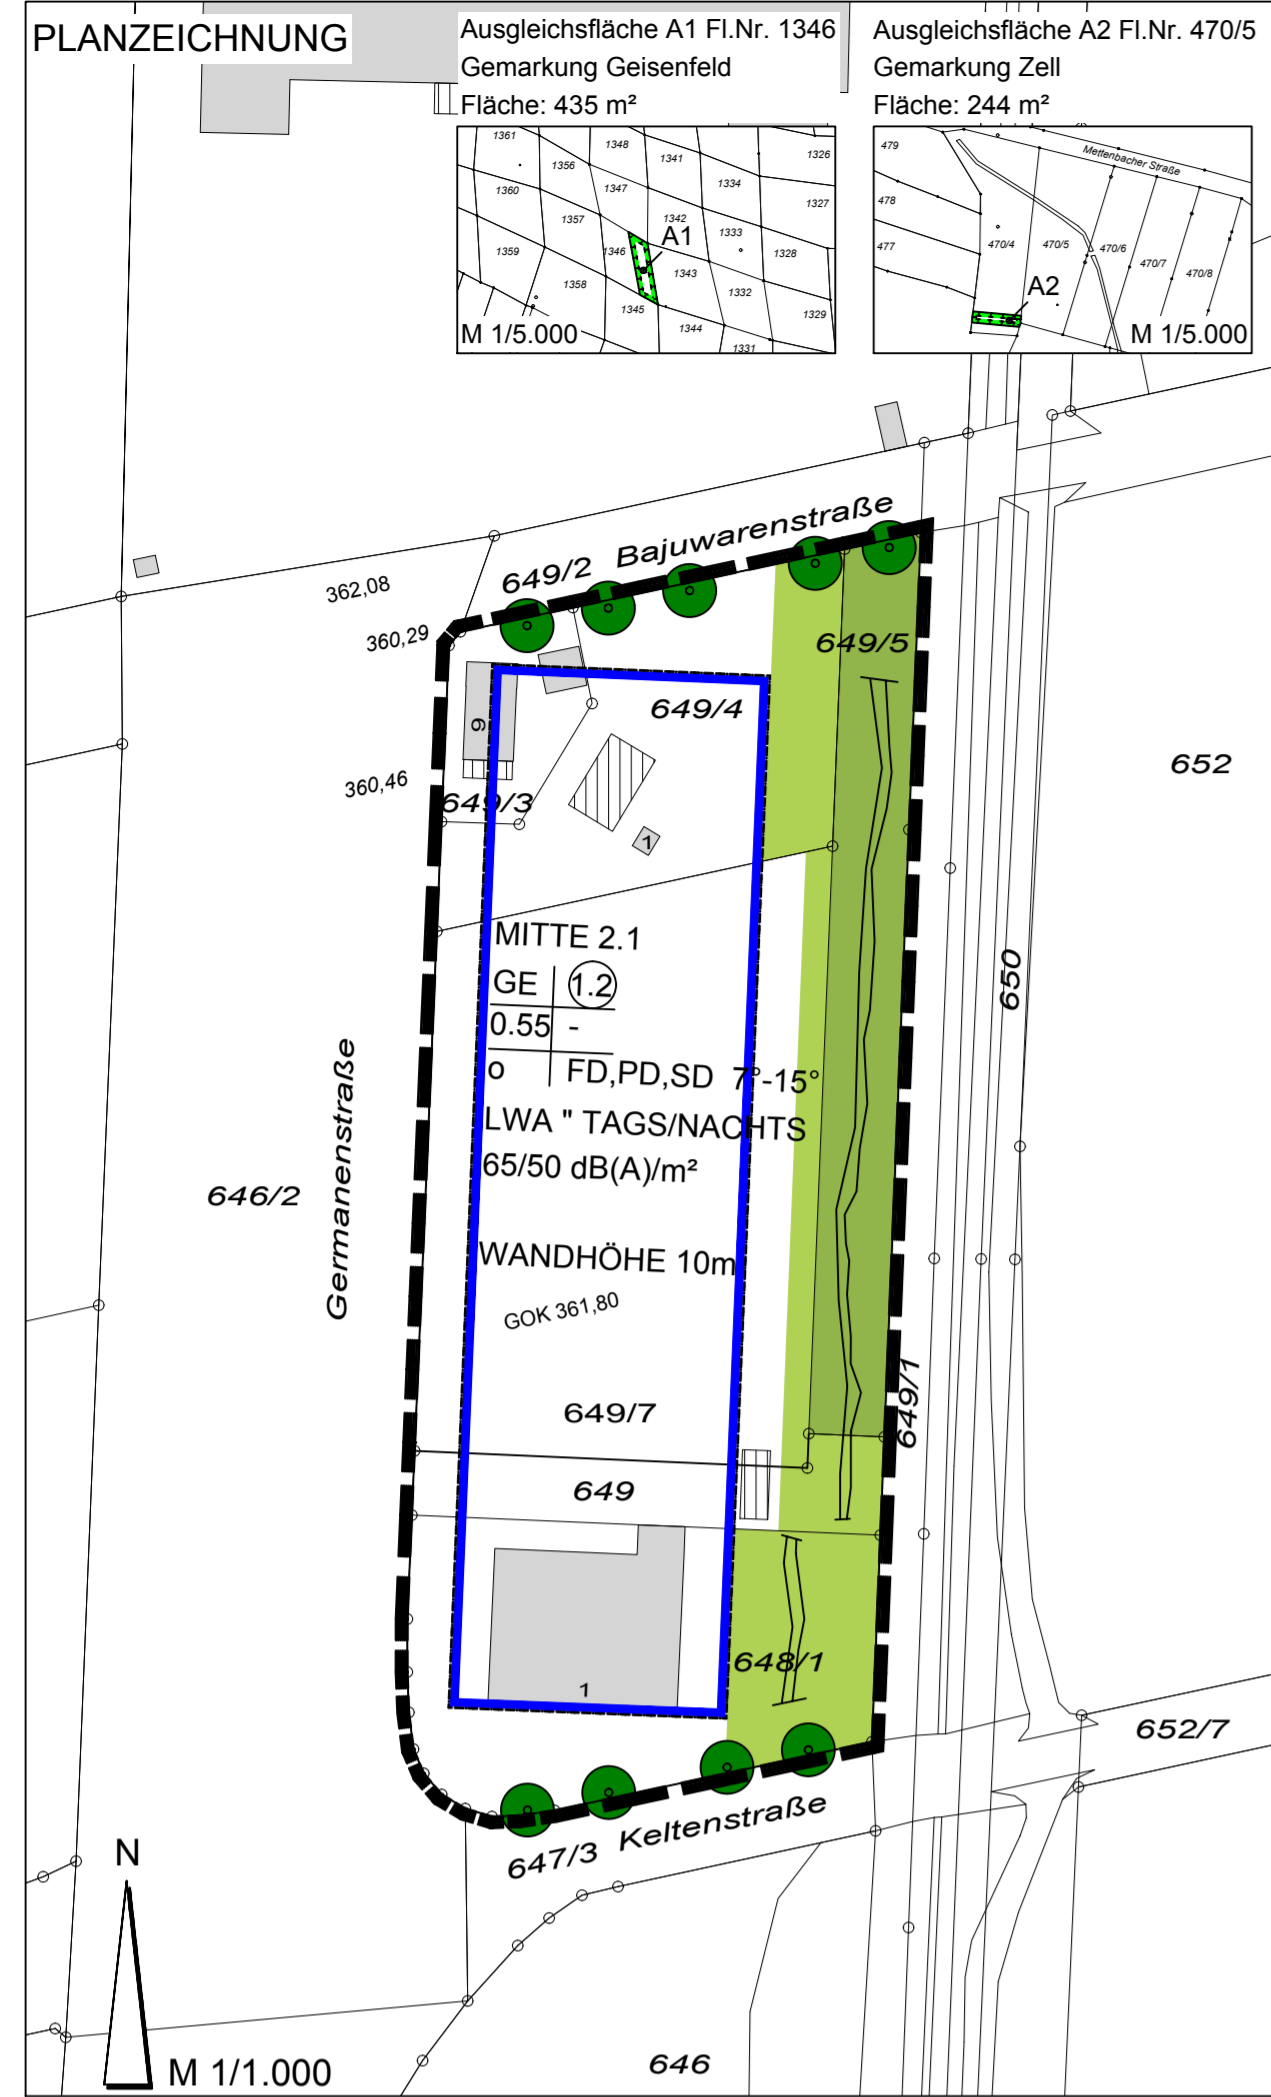 PLANZEICHNUNG
Ausgleichsfläche A1 Fl.Nr. 1346
Gemarkung Geisenfeld
Fläche: 435 m²
Ausgleichsfläche A2 Fl.Nr. 470/5
Gemarkung Zell
Fläche: 244 m²
1361
1348
1341
1326
1356
1360
1347
1334
1327
1357
1342
1333
A1
1359
1346
1328
1343
1358
1332
1345
1329
1344
1331
M 1/5.000
479
Mettenbacher Straße
478
477
470/4
470/5
470/6
470/7
470/8
A2
M 1/5.000
649/2 Bajuwarenstraße
362,08
360,29
649/5
649/4
9
652
360,46
649/3
1
MITTE 2.1
GE 1.2
0.55 -
o FD,PD,SD 7°-15°
LWA " TAGS/NACHTS
65/50 dB(A)/m²
650
Germanenstraße
646/2
WANDHÖHE 10m
GOK 361,80
649/1
649/7
649
648/1
1
652/7
647/3 Keltenstraße
N
M 1/1.000
646